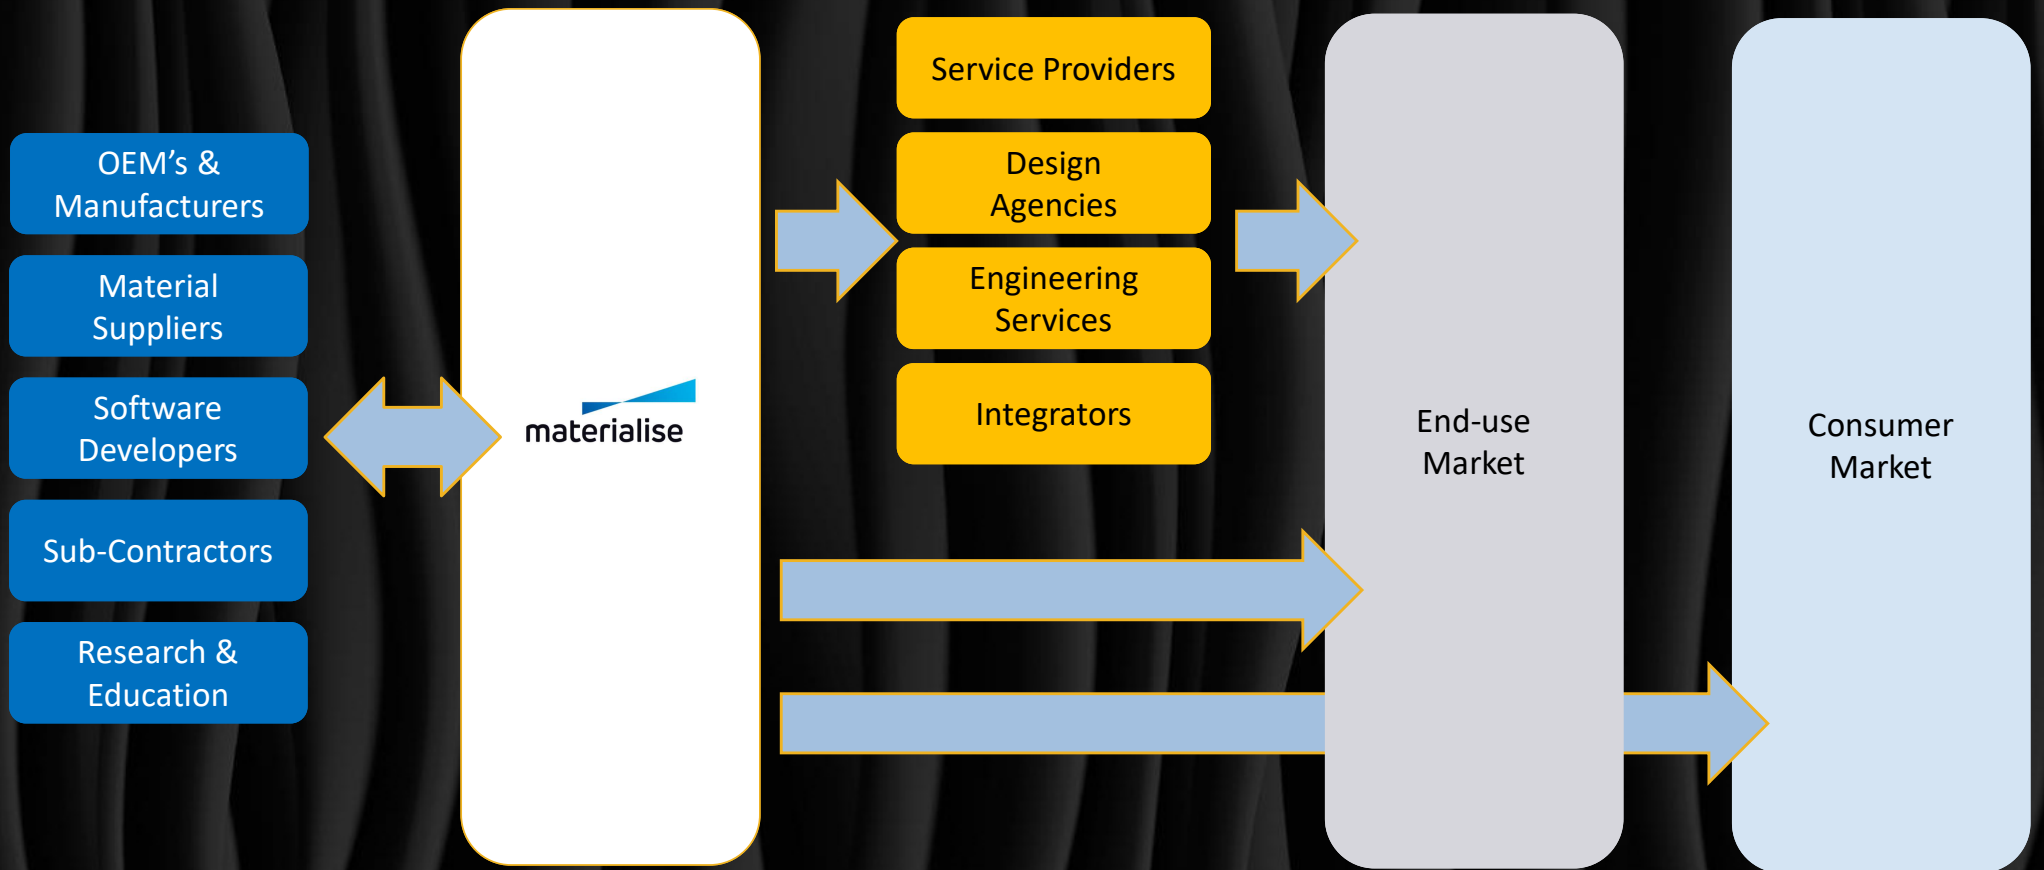 OEM’s &
Manufacturers
Material
Suppliers
Software
Developers
Sub-Contractors
Research &
Education
materialise
Service Providers
Design
Agencies
Engineering
Services
Integrators
End-use
Market
Consumer
Market